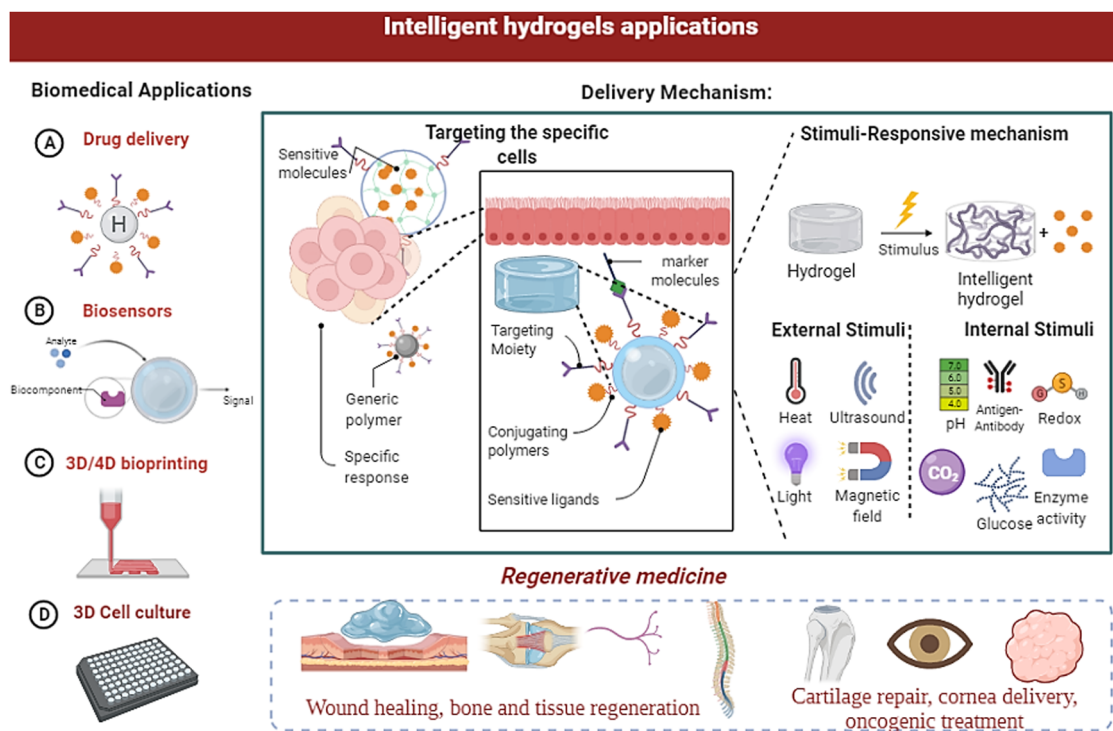 Intelligent hydrogels applications
Biomedical Applications
A
Drug delivery
H
B
Biosensors
Analyte
Biocomponent
Signal
C
3D/4D bioprinting
D
3D Cell culture
Delivery Mechanism:
Targeting the specific
cells
Sensitive
molecules
Generic
polymer
Specific
response
marker
molecules
Targeting
Moiety
Conjugating
polymers
Sensitive ligands
Stimuli-Responsive mechanism
Hydrogel
Stimulus
+
Intelligent
hydrogel
External Stimuli
Heat
Ultrasound
Light
Magnetic
field
Internal Stimuli
7.0
6.0
5.0
4.0
pH
Antigen-
Antibody
G
S
H
Redox
CO2
Glucose
Enzyme
activity
Regenerative medicine
Wound healing, bone and tissue regeneration
Cartilage repair, cornea delivery,
oncogenic treatment